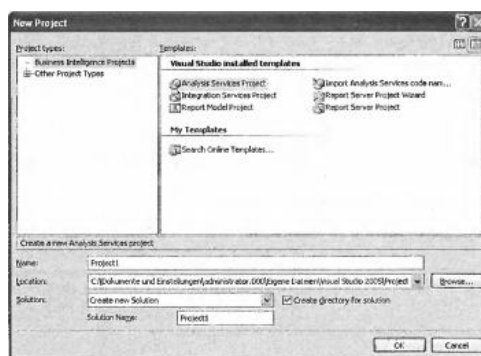 New Project
Project types:
Business Intelligence Projects
Other Project Types
Templates:
Visual Studio installed templates
Analysis Services Project
Integration Services Project
Report Model Project
Import Analysis Services code nam...
Report Server Project Wizard
Report Server Project
My Templates
Search Online Templates...
Create a new Analysis Services project
Name:
Project1
Location:
C:\Dokumente und Einstellungen\administrator.000\Eigene Dateien\Visual Studio 2005\Project
Browse...
Solution:
Create new Solution
Create directory for solution
Solution Name:
Project1
OK
Cancel